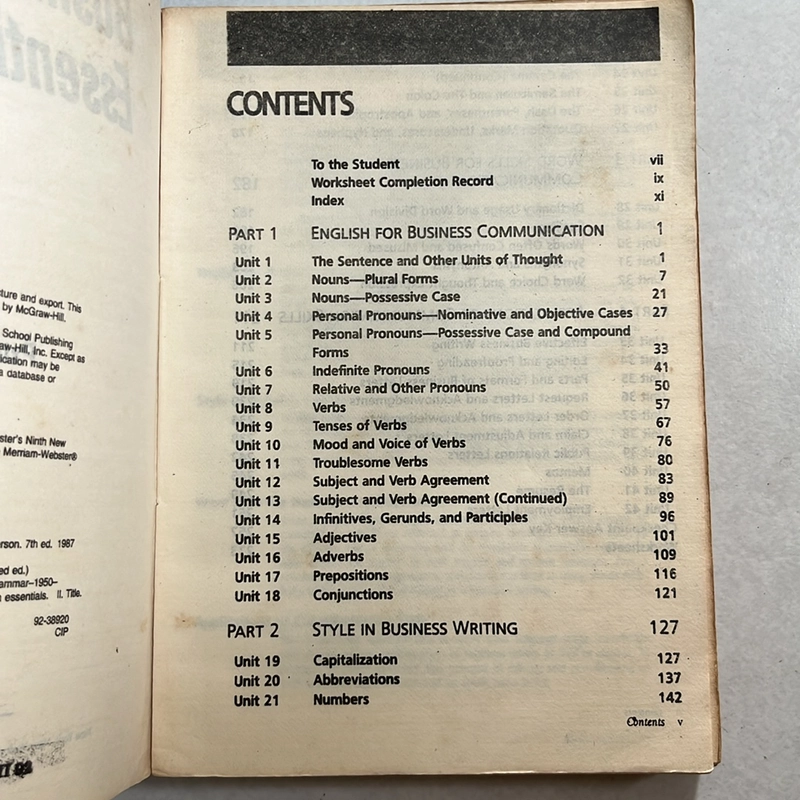 ture and export. This
by McGraw-Hill.
School Publishing
aw-Hill, Inc. Except as
ication may be
a database or
ster's Ninth New
Merriam-Webster®
erson. 7th ed. 1987
ed ed.)
ammar—1950–
essentials. II. Title.
92-38920
CIP
CONTENTS
To the Student vii
Worksheet Completion Record ix
Index xi
PART 1 ENGLISH FOR BUSINESS COMMUNICATION 1
Unit 1 The Sentence and Other Units of Thought 1
Unit 2 Nouns—Plural Forms 7
Unit 3 Nouns—Possessive Case 21
Unit 4 Personal Pronouns—Nominative and Objective Cases 27
Unit 5 Personal Pronouns—Possessive Case and Compound
Forms 33
Unit 6 Indefinite Pronouns 41
Unit 7 Relative and Other Pronouns 50
Unit 8 Verbs 57
Unit 9 Tenses of Verbs 67
Unit 10 Mood and Voice of Verbs 76
Unit 11 Troublesome Verbs 80
Unit 12 Subject and Verb Agreement 83
Unit 13 Subject and Verb Agreement (Continued) 89
Unit 14 Infinitives, Gerunds, and Participles 96
Unit 15 Adjectives 101
Unit 16 Adverbs 109
Unit 17 Prepositions 116
Unit 18 Conjunctions 121
PART 2 STYLE IN BUSINESS WRITING 127
Unit 19 Capitalization 127
Unit 20 Abbreviations 137
Unit 21 Numbers 142
Contents v